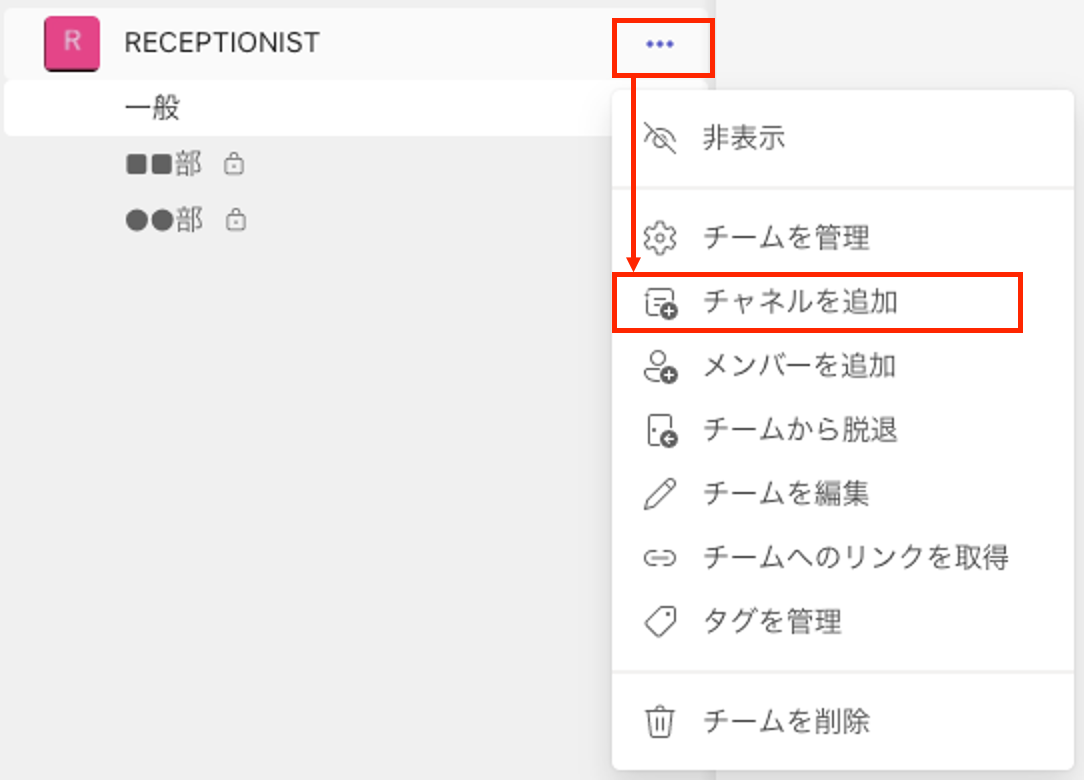 R RECEPTIONIST •••
一般
■■部
●●部
非表示
チームを管理
チャネルを追加
メンバーを追加
チームから脱退
チームを編集
チームへのリンクを取得
タグを管理
チームを削除